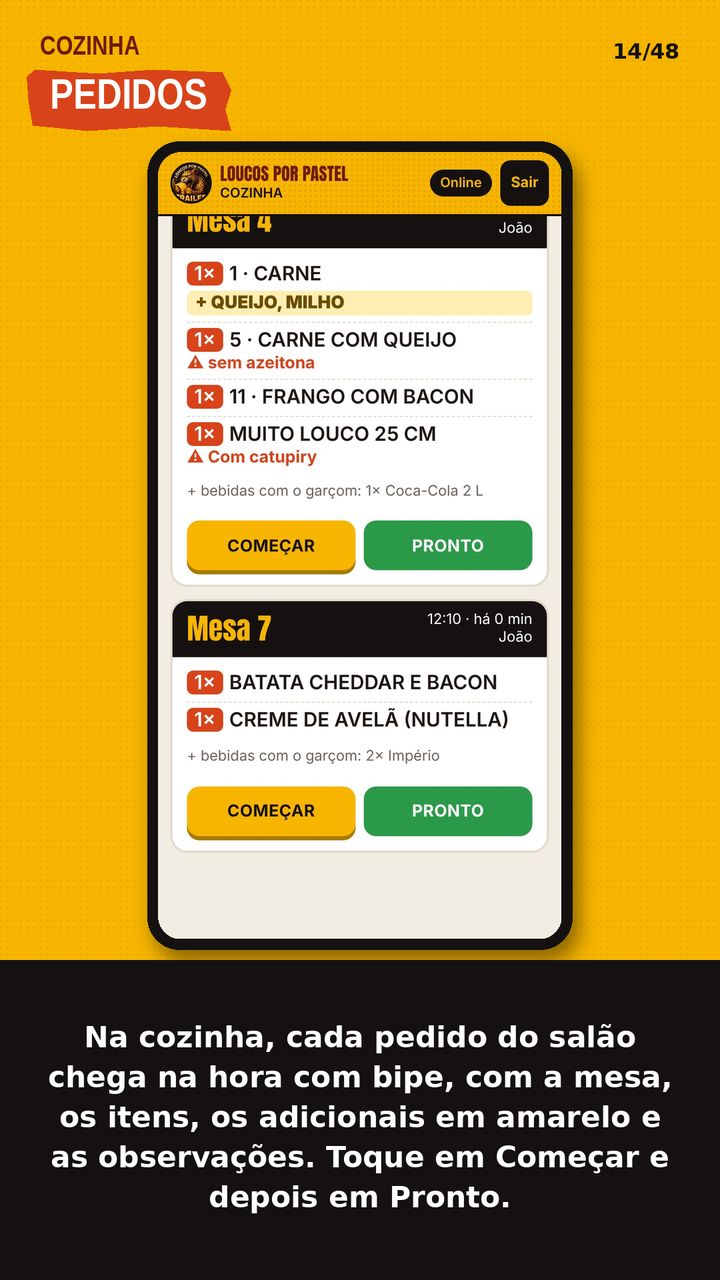 COZINHA
14/48
PEDIDOS
LOUCOS POR PASTEL
COZINHA
Online
Sair
Mesa 4
João
1× 1 · CARNE
+ QUEIJO, MILHO
1× 5 · CARNE COM QUEIJO
⚠ sem azeitona
1× 11 · FRANGO COM BACON
1× MUITO LOUCO 25 CM
⚠ Com catupiry
+ bebidas com o garçom: 1× Coca-Cola 2 L
COMEÇAR
PRONTO
Mesa 7
12:10 · há 0 min
João
1× BATATA CHEDDAR E BACON
1× CREME DE AVELÃ (NUTELLA)
+ bebidas com o garçom: 2× Império
COMEÇAR
PRONTO
Na cozinha, cada pedido do salão
chega na hora com bipe, com a mesa,
os itens, os adicionais em amarelo e
as observações. Toque em Começar e
depois em Pronto.